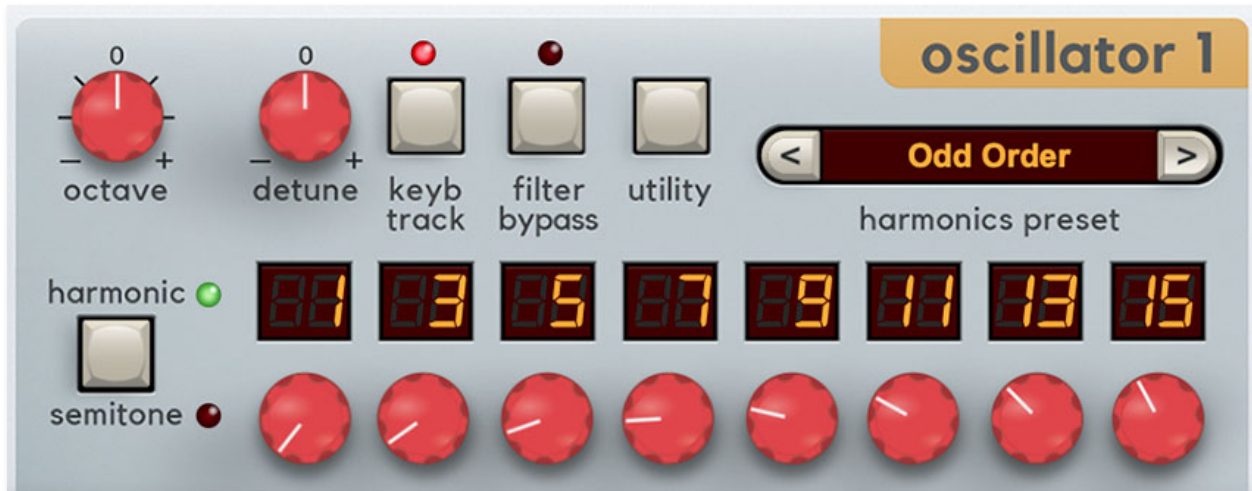 oscillator 1
0
0
- +
- +
octave
detune
keyb
track
filter
bypass
utility
< Odd Order >
harmonics preset
harmonic
1 3 5 7 9 11 13 15
semitone